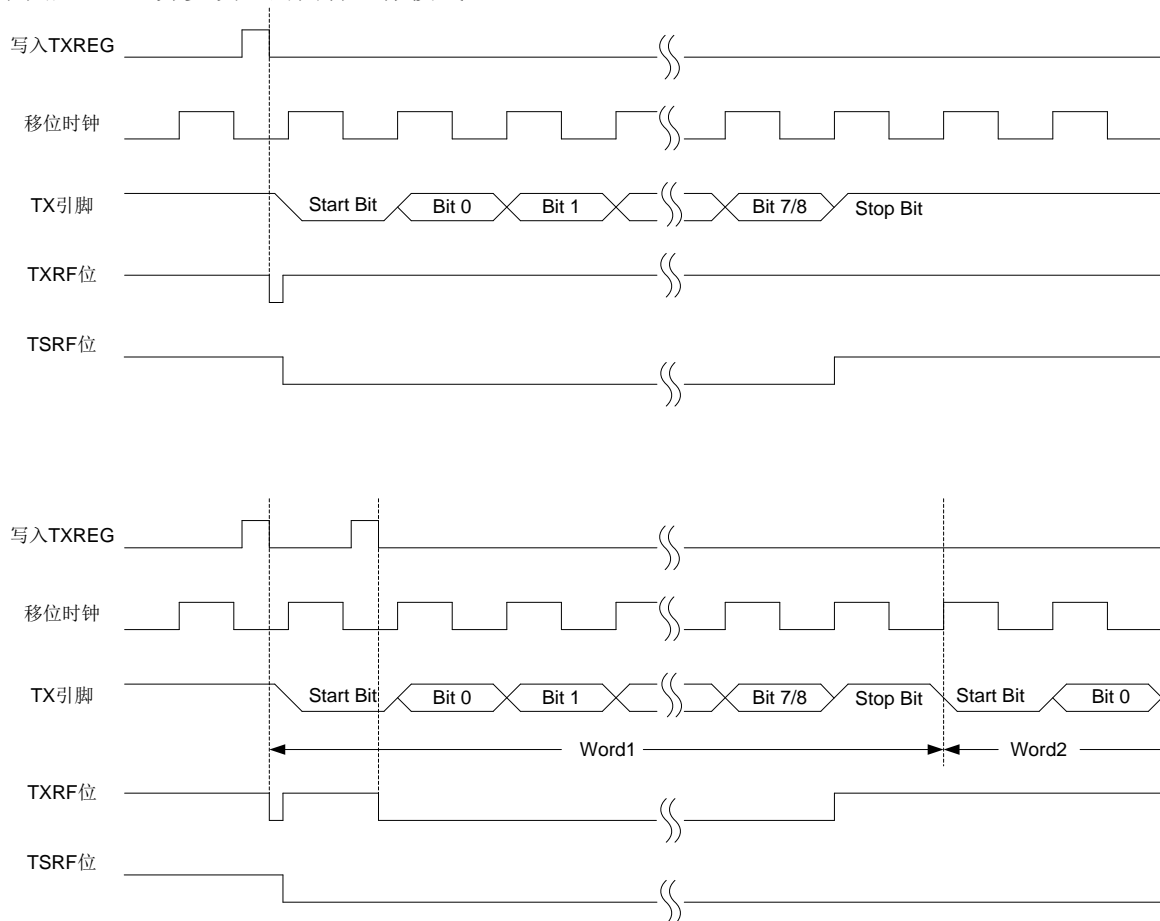 写入TXREG
移位时钟
TX引脚 Start Bit Bit 0 Bit 1 Bit 7/8 Stop Bit
TXRF位
TSRF位
写入TXREG
移位时钟
TX引脚 Start Bit Bit 0 Bit 1 Bit 7/8 Stop Bit Start Bit Bit 0
Word1 Word2
TXRF位
TSRF位